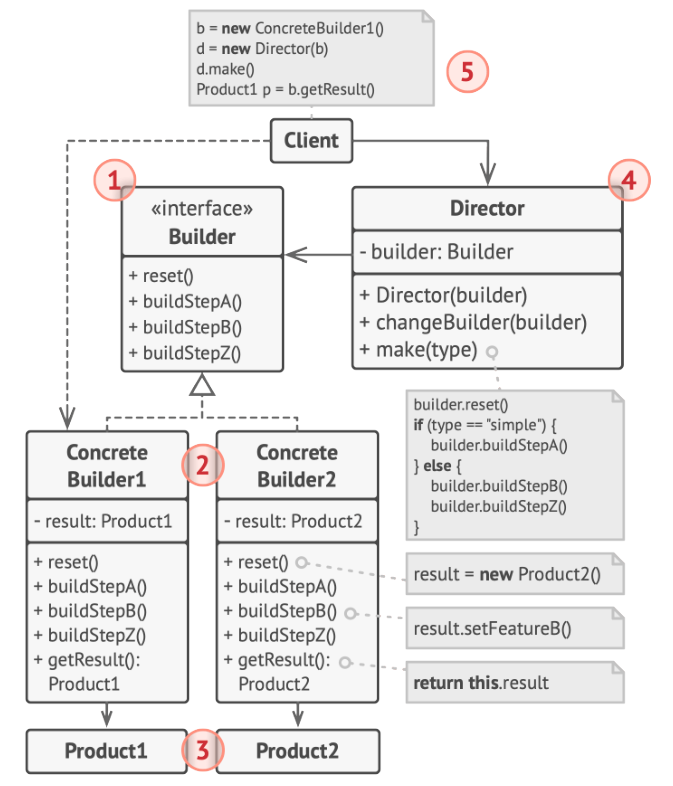 b = new ConcreteBuilder1()
d = new Director(b)
d.make()
Product1 p = b.getResult()
5
Client
1
«interface»
Builder
+ reset()
+ buildStepA()
+ buildStepB()
+ buildStepZ()
4
Director
- builder: Builder
+ Director(builder)
+ changeBuilder(builder)
+ make(type)
builder.reset()
if (type == "simple") {
builder.buildStepA()
} else {
builder.buildStepB()
builder.buildStepZ()
}
2
Concrete
Builder1
- result: Product1
+ reset()
+ buildStepA()
+ buildStepB()
+ buildStepZ()
+ getResult():
Product1
Concrete
Builder2
- result: Product2
+ reset()
+ buildStepA()
+ buildStepB()
+ buildStepZ()
+ getResult():
Product2
result = new Product2()
result.setFeatureB()
return this.result
Product1
3
Product2